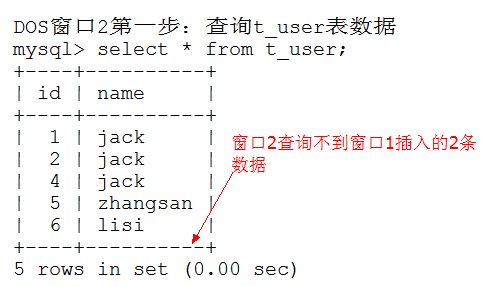 DOS窗口2第一步：查询t_user表数据
mysql> select * from t_user;
+----+----------+
| id | name     |
+----+----------+
|  1 | jack     |
|  2 | jack     |
|  4 | jack     |
|  5 | zhangsan |
|  6 | lisi     |
+----+----------+
5 rows in set (0.00 sec)
窗口2查询不到窗口1插入的2条
数据